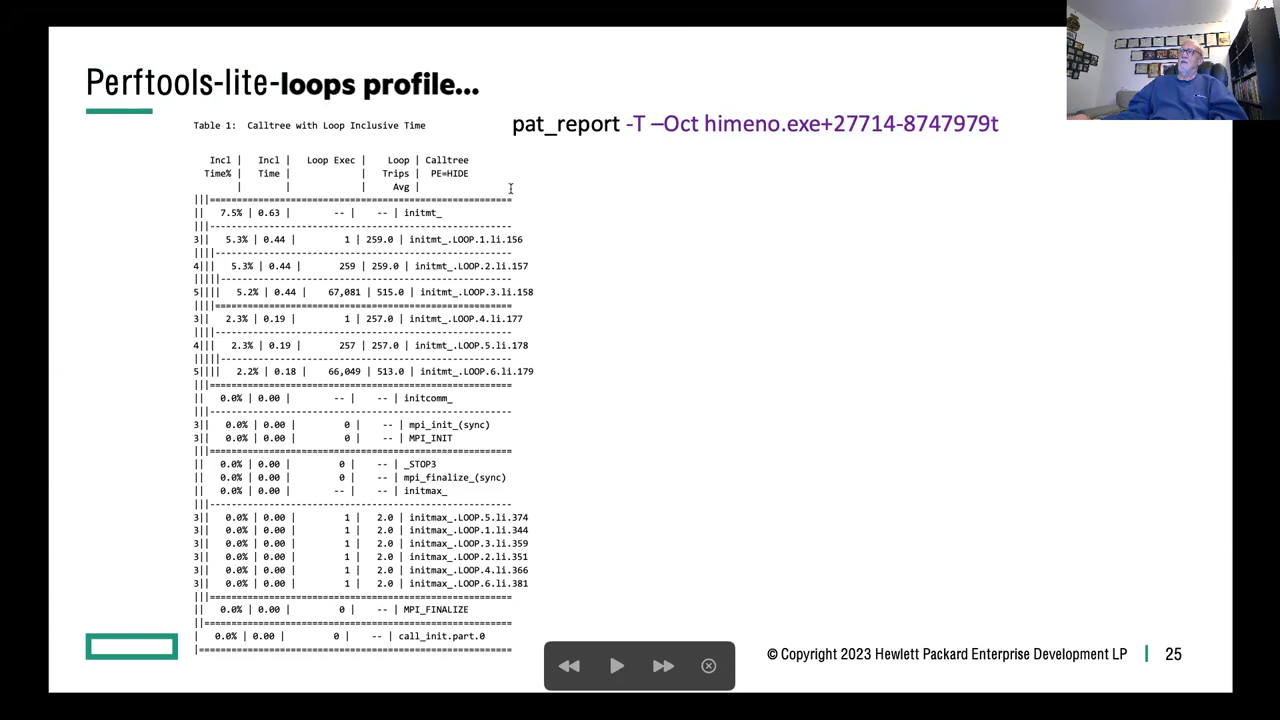 Perftools-lite-loops profile...
pat_report -T –Oct himeno.exe+27714-8747979t
Table 1:  Calltree with Loop Inclusive Time
Incl |  Incl |  Loop Exec |  Loop | Calltree
Time% |  Time |  |  Trips |  PE=HIDE
|  |  |  Avg |
|||=======================================================
||  7.5% | 0.63 |  -- |  -- | initmt_
|||-------------------------------------------------------
3||  5.3% | 0.44 |  1 | 259.0 | initmt_.LOOP.1.li.156
||||------------------------------------------------------
4|||  5.3% | 0.44 |  259 | 259.0 | initmt_.LOOP.2.li.157
|||||-----------------------------------------------------
5||||  5.2% | 0.44 |  67,081 | 515.0 | initmt_.LOOP.3.li.158
||||======================================================
3||  2.3% | 0.19 |  1 | 257.0 | initmt_.LOOP.4.li.177
||||------------------------------------------------------
4|||  2.3% | 0.19 |  257 | 257.0 | initmt_.LOOP.5.li.178
|||||-----------------------------------------------------
5||||  2.2% | 0.18 |  66,049 | 513.0 | initmt_.LOOP.6.li.179
|||=======================================================
||  0.0% | 0.00 |  -- |  -- | initcomm_
|||-------------------------------------------------------
3||  0.0% | 0.00 |  0 |  -- | mpi_init_(sync)
3||  0.0% | 0.00 |  0 |  -- | MPI_INIT
|||=======================================================
||  0.0% | 0.00 |  0 |  -- | _STOP3
||  0.0% | 0.00 |  0 |  -- | mpi_finalize_(sync)
||  0.0% | 0.00 |  -- |  -- | initmax_
|||-------------------------------------------------------
3||  0.0% | 0.00 |  1 |  2.0 | initmax_.LOOP.5.li.374
3||  0.0% | 0.00 |  1 |  2.0 | initmax_.LOOP.1.li.344
3||  0.0% | 0.00 |  1 |  2.0 | initmax_.LOOP.3.li.359
3||  0.0% | 0.00 |  1 |  2.0 | initmax_.LOOP.2.li.351
3||  0.0% | 0.00 |  1 |  2.0 | initmax_.LOOP.4.li.366
3||  0.0% | 0.00 |  1 |  2.0 | initmax_.LOOP.6.li.381
|||=======================================================
||  0.0% | 0.00 |  0 |  -- | MPI_FINALIZE
||========================================================
|  0.0% | 0.00 |  0 |  -- | call_init.part.0
|=========================================================
© Copyright 2023 Hewlett Packard Enterprise Development LP | 25